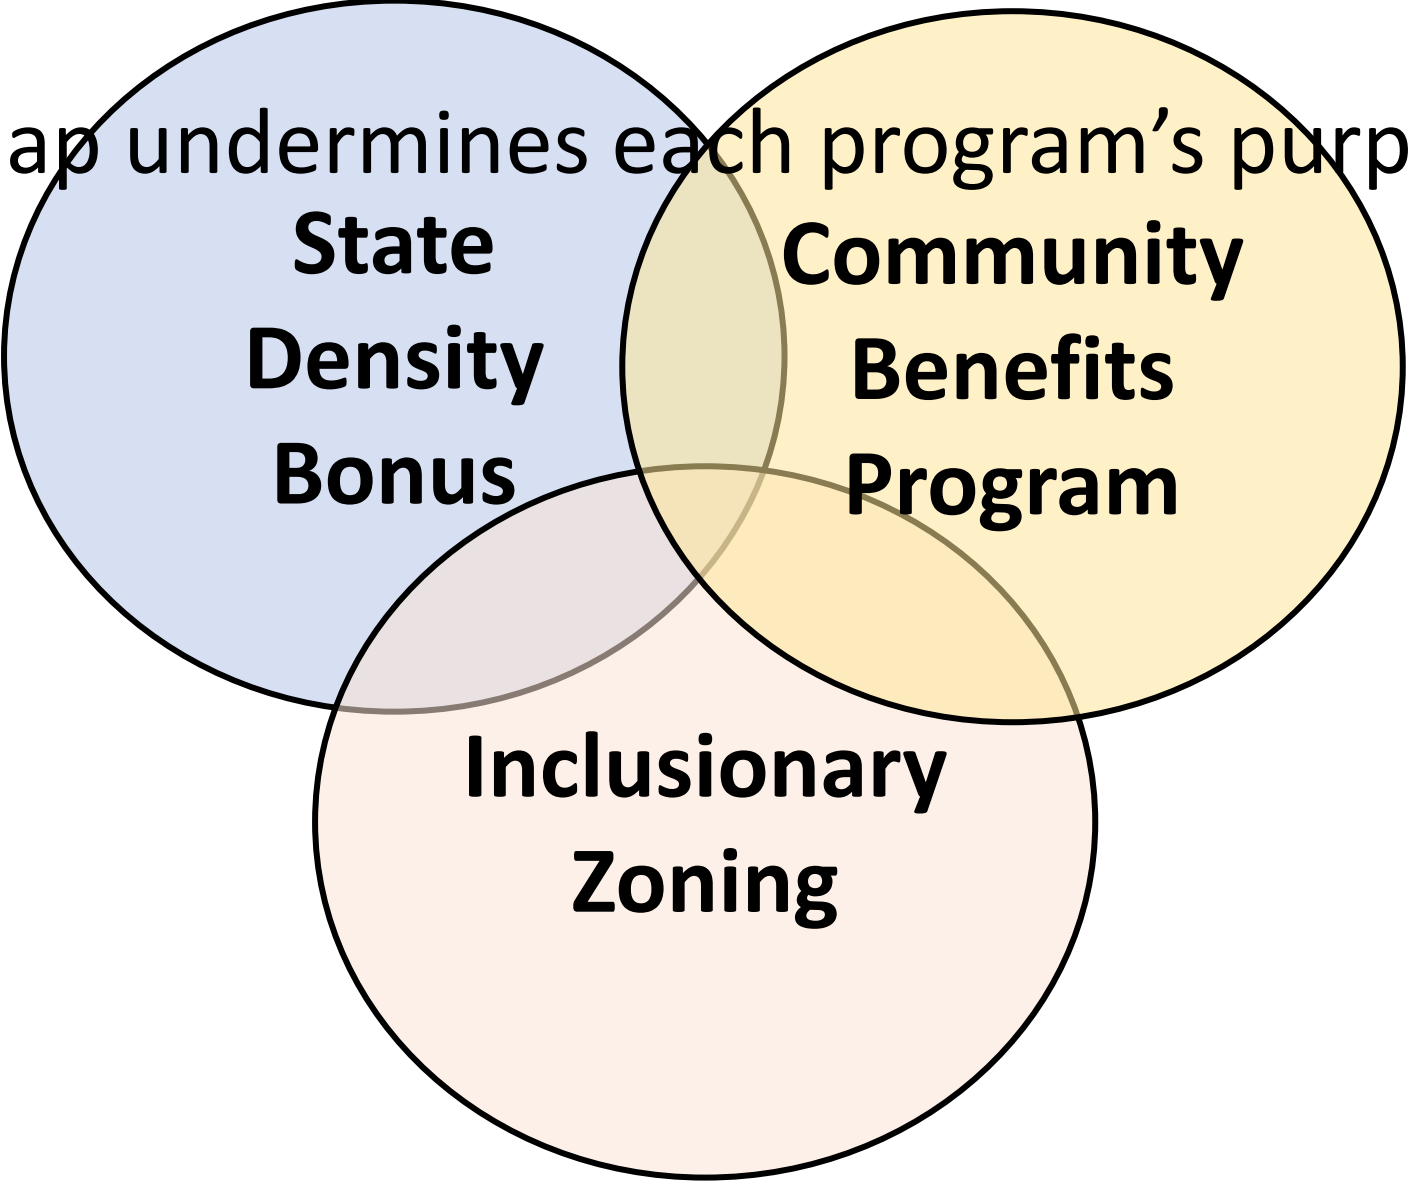 ap undermines each program’s purp
State
Density
Bonus
Community
Benefits
Program
Inclusionary
Zoning